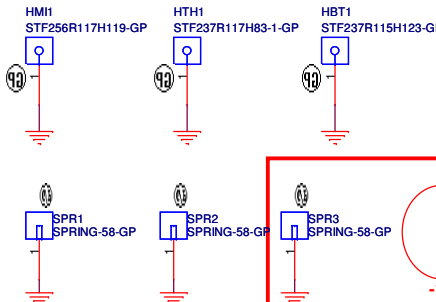 HMI1
STF256R117H119-GP
HTH1
STF237R117H83-1-GP
HBT1
STF237R115H123-GP
GP
GP
GP
1
1
1
SPR1
SPRING-58-GP
SPR2
SPRING-58-GP
SPR3
SPRING-58-GP
1
1
1